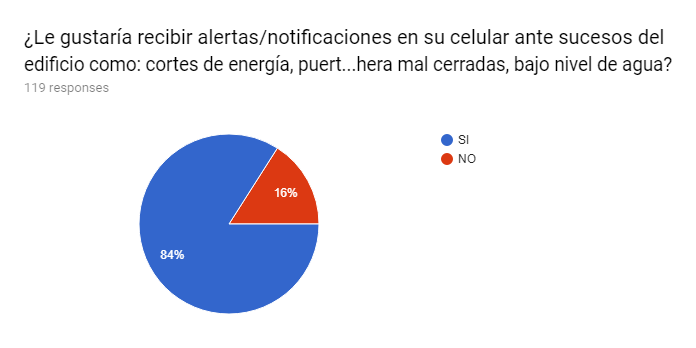 ¿Le gustaría recibir alertas/notificaciones en su celular ante sucesos del
edificio como: cortes de energía, puert...hera mal cerradas, bajo nivel de agua?
119 responses
SI
NO
16%
84%